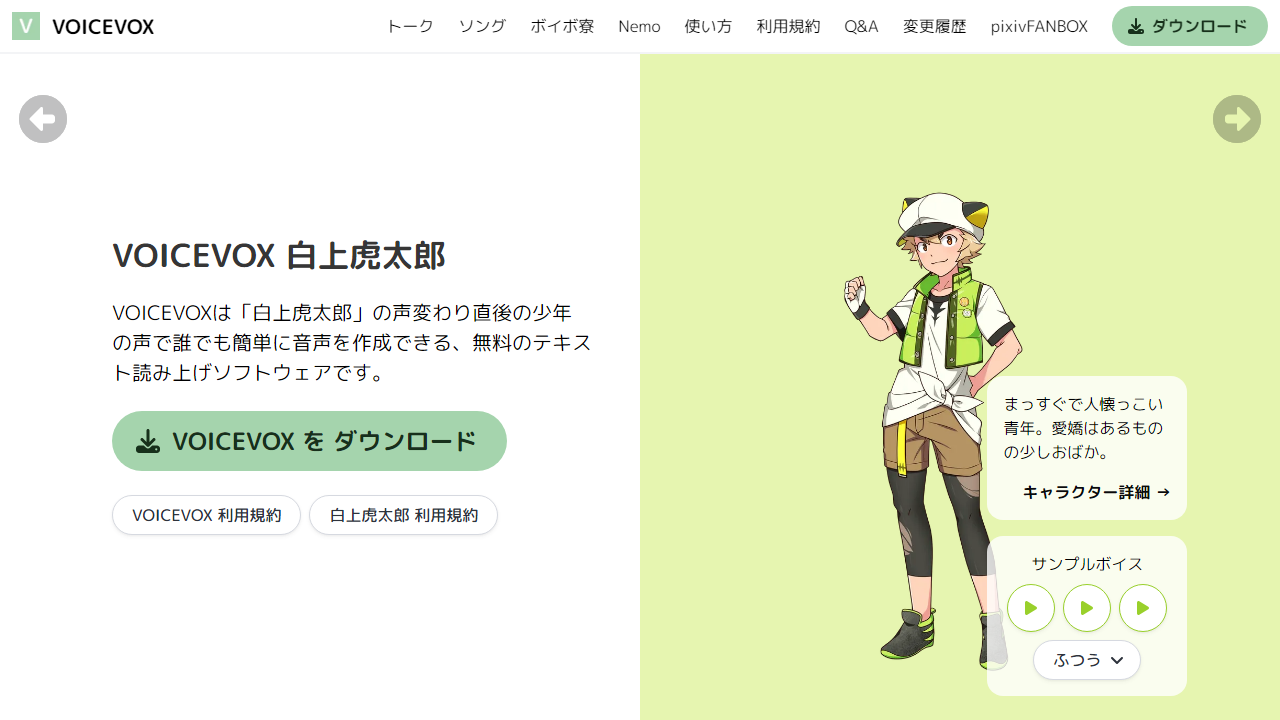 V VOICEVOX
トーク ソング ボイボ寮 Nemo 使い方 利用規約 Q&A 変更履歴 pixivFANBOX ダウンロード
VOICEVOX 白上虎太郎
VOICEVOXは「白上虎太郎」の声変わり直後の少年
の声で誰でも簡単に音声を作成できる、無料のテキス
ト読み上げソフトウェアです。
VOICEVOX を ダウンロード
VOICEVOX 利用規約 白上虎太郎 利用規約
まっすぐで人懐っこい
青年。愛嬌はあるもの
の少しおばか。
キャラクター詳細 →
サンプルボイス
ふつう